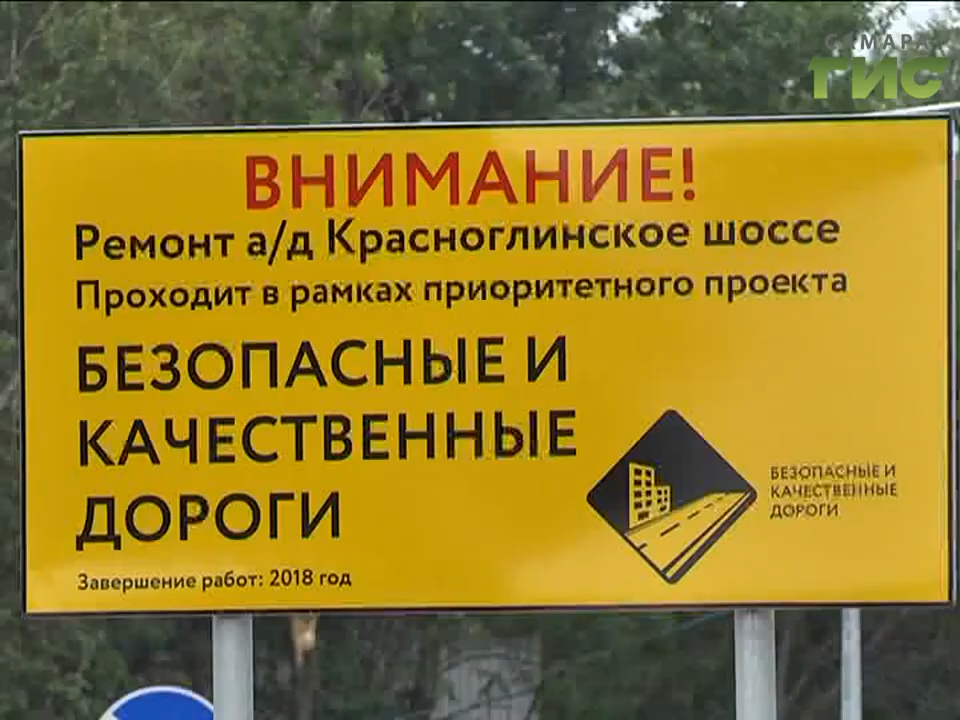 САМАРА
ГИС
ВНИМАНИЕ!
Ремонт а/д Красноглинское шоссе
Проходит в рамках приоритетного проекта
БЕЗОПАСНЫЕ И
КАЧЕСТВЕННЫЕ
ДОРОГИ
БЕЗОПАСНЫЕ И
КАЧЕСТВЕННЫЕ
ДОРОГИ
Завершение работ: 2018 год